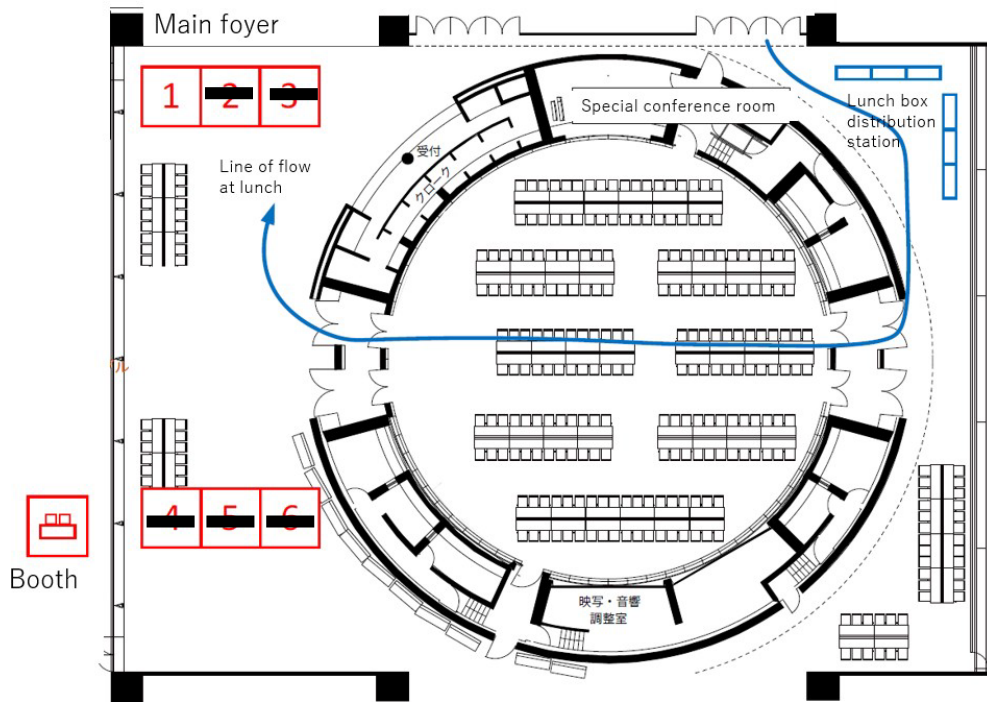 Main foyer
1
2
3
Special conference room
Lunch box
distribution
station
受付
クローク
Line of flow
at lunch
ル
4
5
6
Booth
映写・音響
調整室